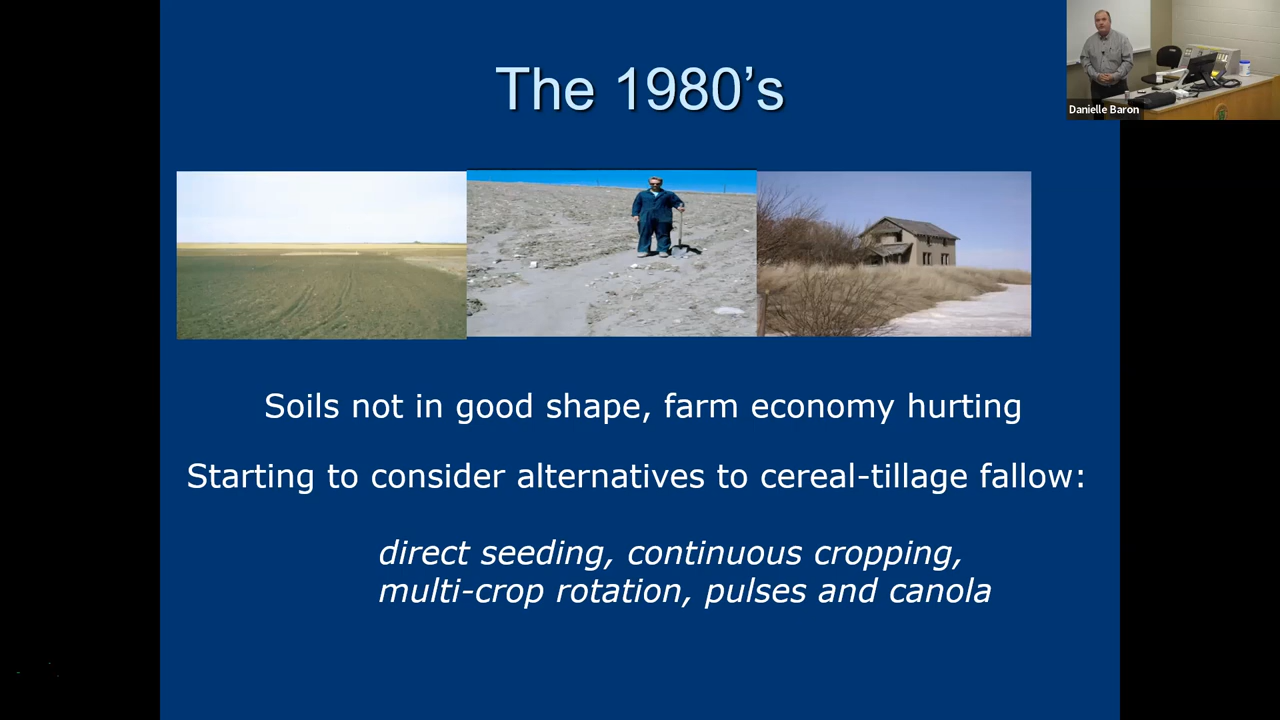 The 1980’s
Danielle Baron
Soils not in good shape, farm economy hurting
Starting to consider alternatives to cereal-tillage fallow:
direct seeding, continuous cropping,
multi-crop rotation, pulses and canola